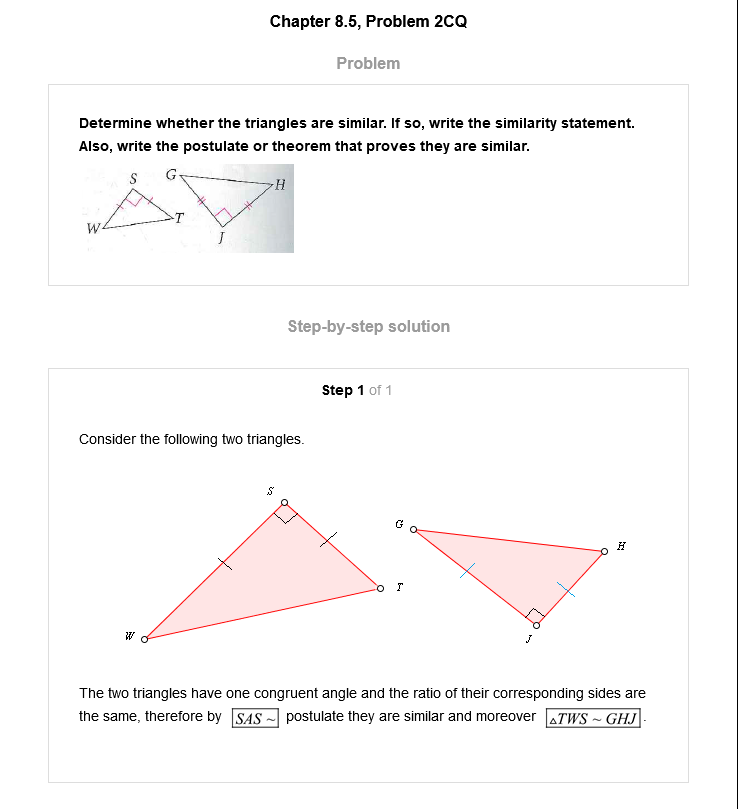 Chapter 8.5, Problem 2CQ
Problem
Determine whether the triangles are similar. If so, write the similarity statement.
Also, write the postulate or theorem that proves they are similar.
S G H
W T J
Step-by-step solution
Step 1 of 1
Consider the following two triangles.
S
G
H
T
W
J
The two triangles have one congruent angle and the ratio of their corresponding sides are
the same, therefore by SAS ~ postulate they are similar and moreover △TWS ~ GHJ.